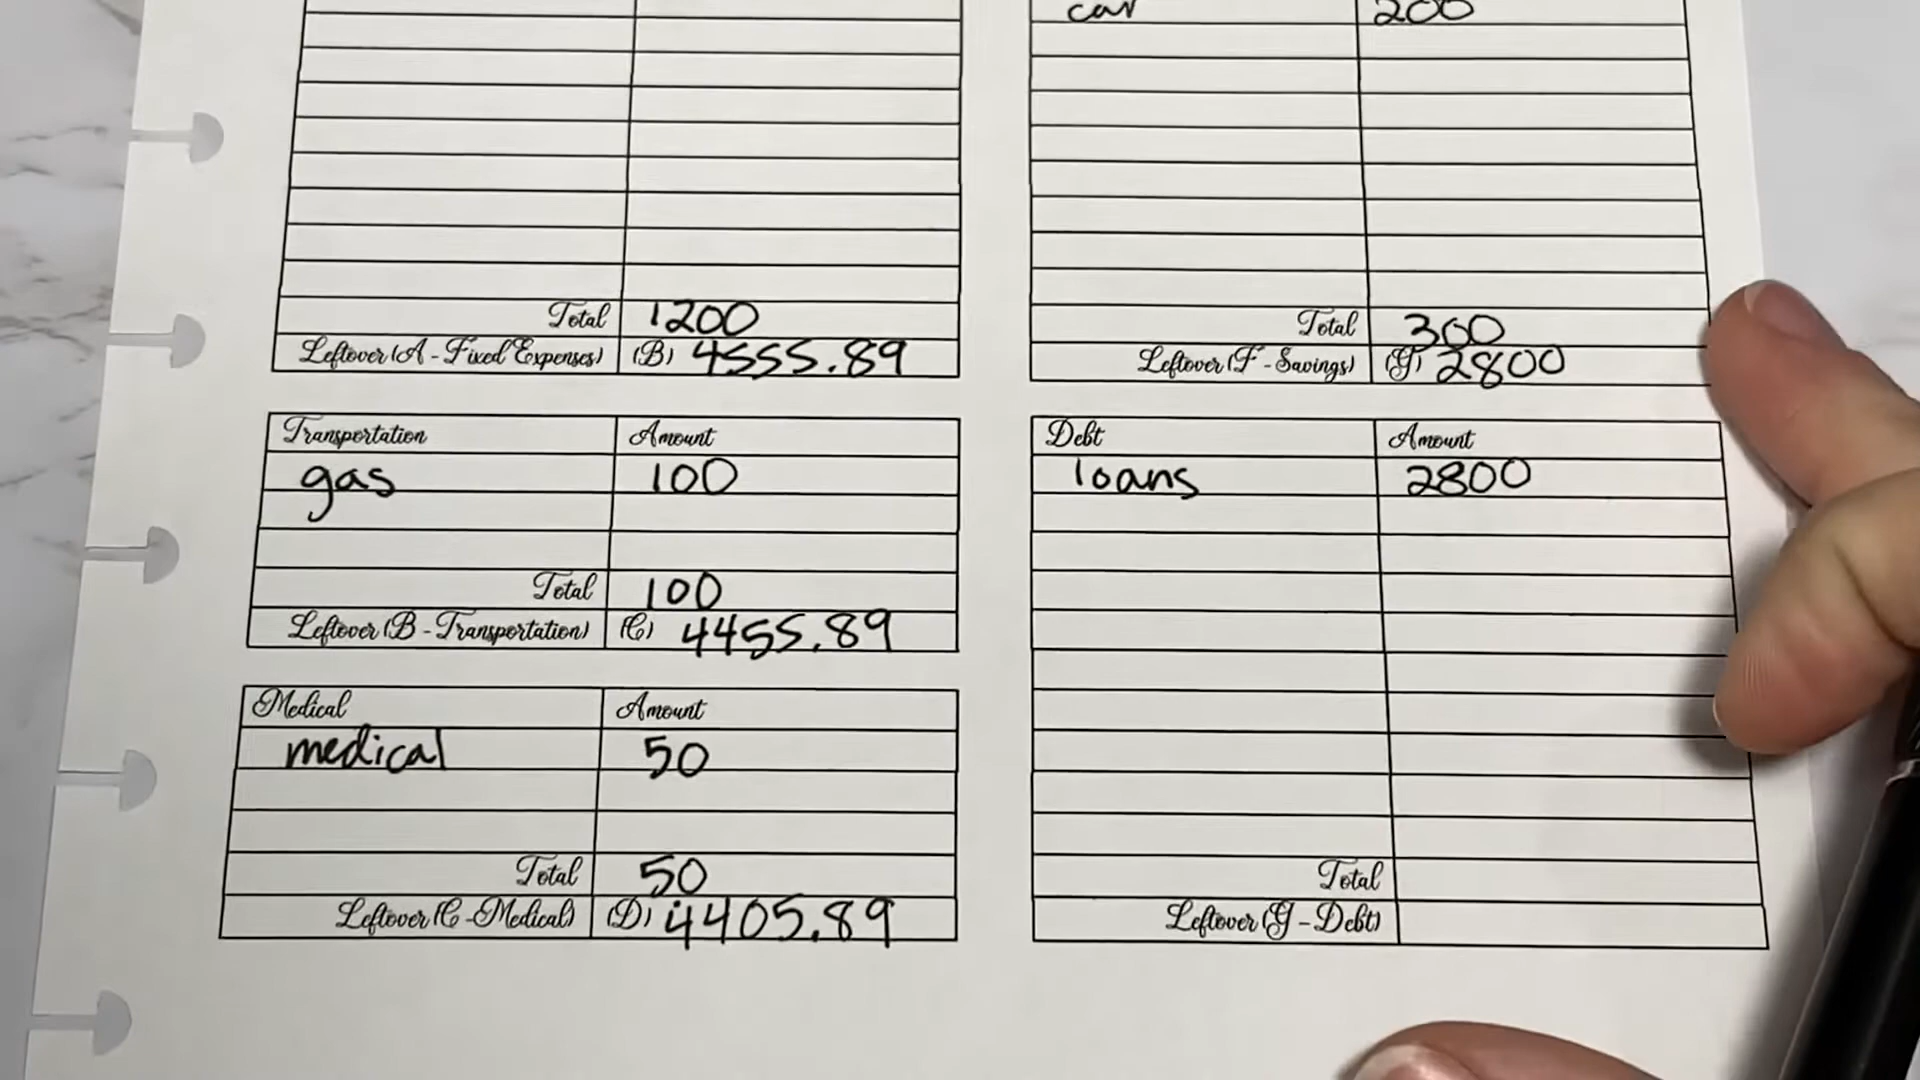 car 200
Total 1200
Leftover (A - Fixed Expenses) (B) 4555.89
Total 300
Leftover (F - Savings) (G) 2800
Transportation Amount
gas 100
Total 100
Leftover (B - Transportation) (C) 4455.89
Medical Amount
medical 50
Total 50
Leftover (C - Medical) (D) 4405.89
Debt Amount
loans 2800
Total
Leftover (G - Debt)